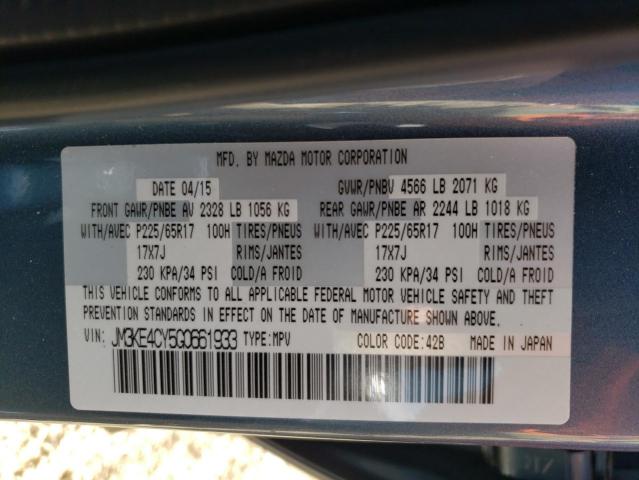 MFD. BY MAZDA MOTOR CORPORATION
DATE 04/15 GVWR/PNBV 4566 LB 2071 KG
FRONT GAWR/PNBE AV 2328 LB 1056 KG REAR GAWR/PNBE AR 2244 LB 1018 KG
WITH/AVEC P225/65R17 100H TIRES/PNEUS WITH/AVEC P225/65R17 100H TIRES/PNEUS
17X7J RIMS/JANTES 17X7J RIMS/JANTES
230 KPA/34 PSI COLD/A FROID 230 KPA/34 PSI COLD/A FROID
THIS VEHICLE CONFORMS TO ALL APPLICABLE FEDERAL MOTOR VEHICLE SAFETY AND THEFT
PREVENTION STANDARDS IN EFFECT ON THE DATE OF MANUFACTURE SHOWN ABOVE.
VIN: JM3KE4CY5G0661933 TYPE:MPV COLOR CODE:42B MADE IN JAPAN